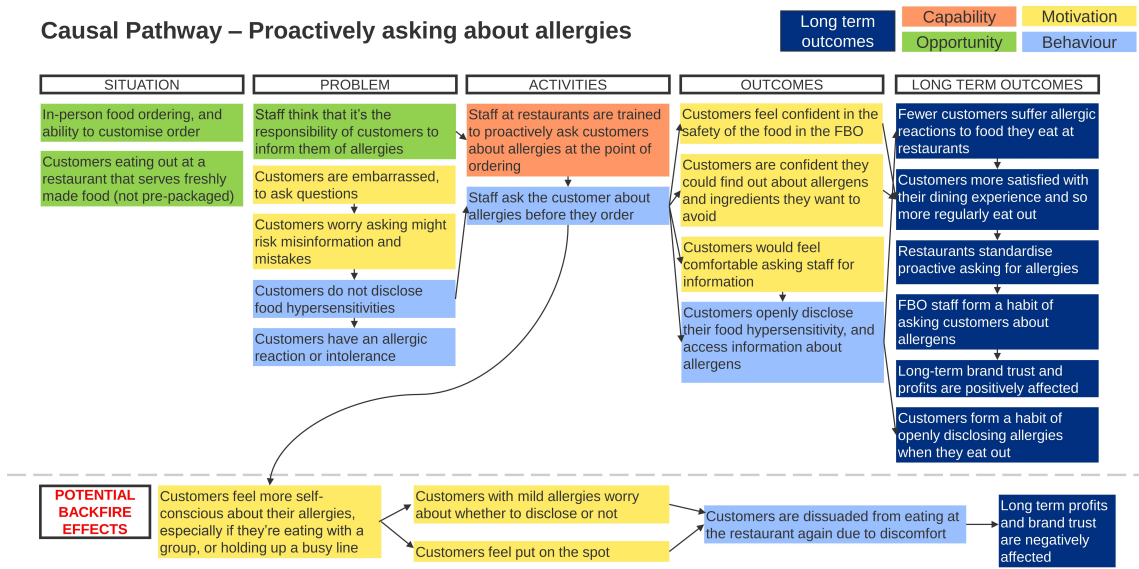 Causal Pathway – Proactively asking about allergies
Long term
outcomes
Capability
Motivation
Opportunity
Behaviour
SITUATION
PROBLEM
ACTIVITIES
OUTCOMES
LONG TERM OUTCOMES
In-person food ordering, and
ability to customise order
Customers eating out at a
restaurant that serves freshly
made food (not pre-packaged)
Staff think that it’s the
responsibility of customers to
inform them of allergies
Customers are embarrassed,
to ask questions
Customers worry asking might
risk misinformation and
mistakes
Customers do not disclose
food hypersensitivities
Customers have an allergic
reaction or intolerance
Staff at restaurants are trained
to proactively ask customers
about allergies at the point of
ordering
Staff ask the customer about
allergies before they order
Customers feel confident in the
safety of the food in the FBO
Customers are confident they
could find out about allergens
and ingredients they want to
avoid
Customers would feel
comfortable asking staff for
information
Customers openly disclose
their food hypersensitivity, and
access information about
allergens
Fewer customers suffer allergic
reactions to food they eat at
restaurants
Customers more satisfied with
their dining experience and so
more regularly eat out
Restaurants standardise
proactive asking for allergies
FBO staff form a habit of
asking customers about
allergens
Long-term brand trust and
profits are positively affected
Customers form a habit of
openly disclosing allergies
when they eat out
POTENTIAL
BACKFIRE
EFFECTS
Customers feel more self-
conscious about their allergies,
especially if they’re eating with a
group, or holding up a busy line
Customers with mild allergies worry
about whether to disclose or not
Customers feel put on the spot
Customers are dissuaded from eating at
the restaurant again due to discomfort
Long term profits
and brand trust
are negatively
affected